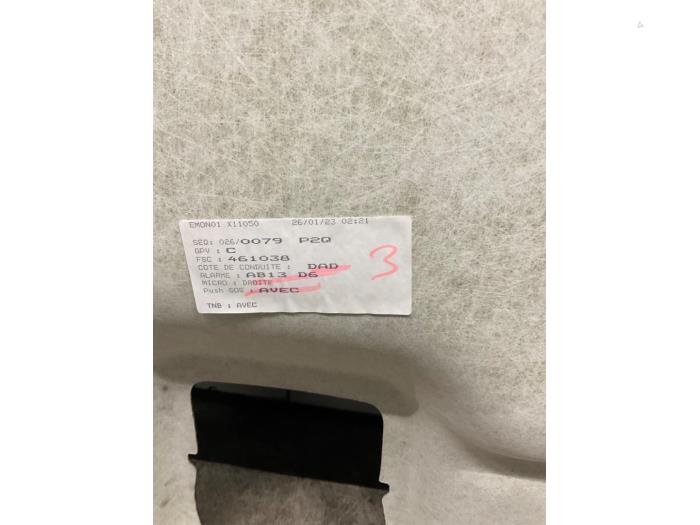 EMON01 X11050 26/01/23 02:21
SEQ: 026/0079 P2Q
GPV : C
FSC : 461038
COTE DE CONDUITE : DAD
ALARME : AB13 D6
MICRO : DROITE
Push SOS : AVEC
TNB : AVEC
3